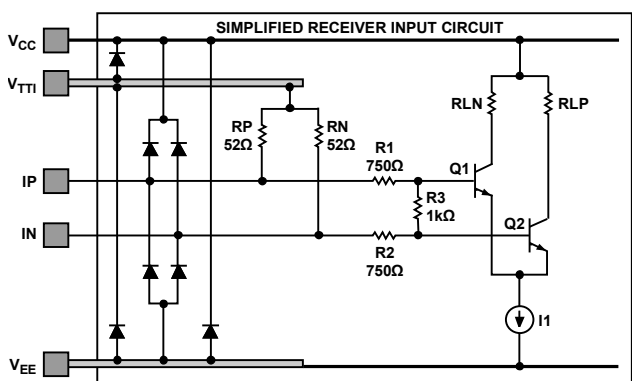 SIMPLIFIED RECEIVER INPUT CIRCUIT
VCC
VTTI
RLN
RLP
RP
52Ω
RN
52Ω
R1
750Ω
Q1
IP
R3
1kΩ
IN
Q2
R2
750Ω
I1
VEE